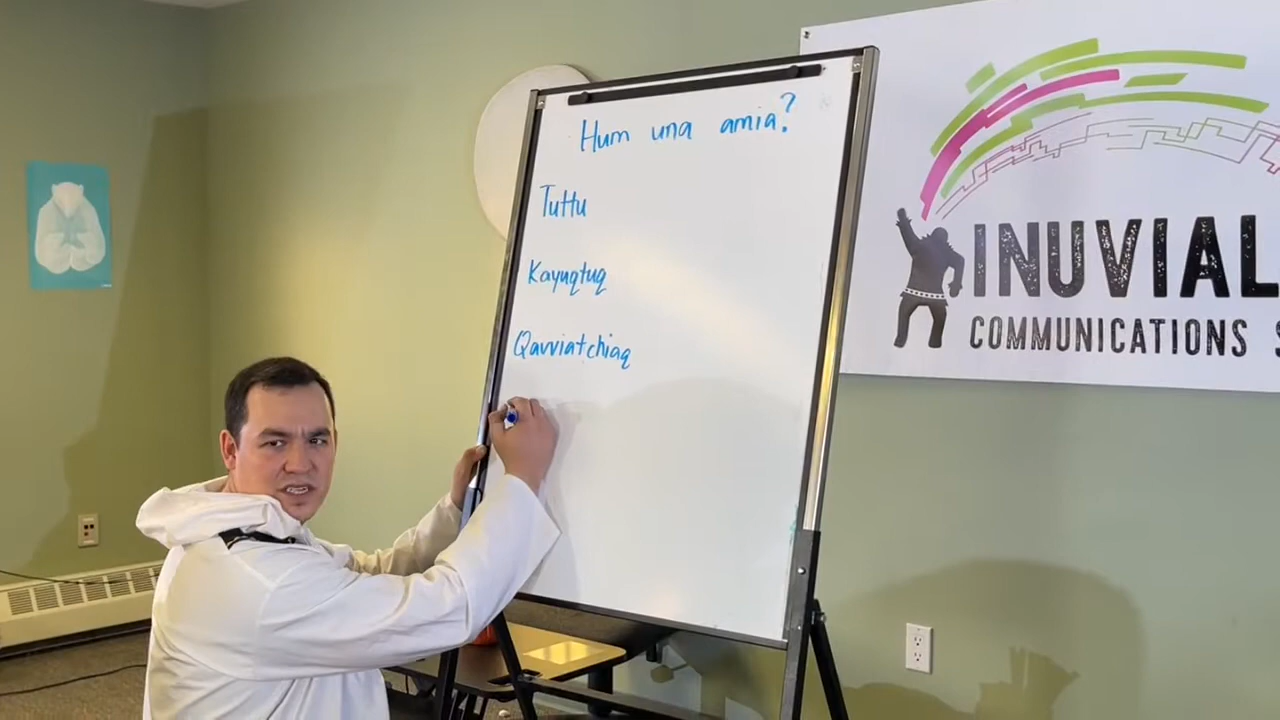 Hum una amia?
Tuttu
Kayuqtuq
Qavviatchiaq
INUVIAL
COMMUNICATIONS S